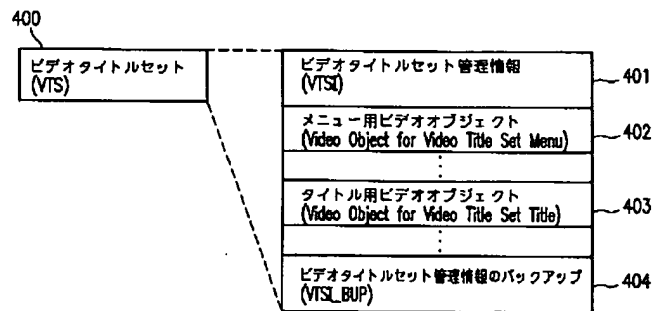 400
ビデオタイトルセット
(VTS)
ビデオタイトルセット管理情報
(VTSI)
401
メニュー用ビデオオブジェクト
(Video Object for Video Title Set Menu)
402
タイトル用ビデオオブジェクト
(Video Object for Video Title Set Title)
403
ビデオタイトルセット管理情報のバックアップ
(VTSI_BUP)
404